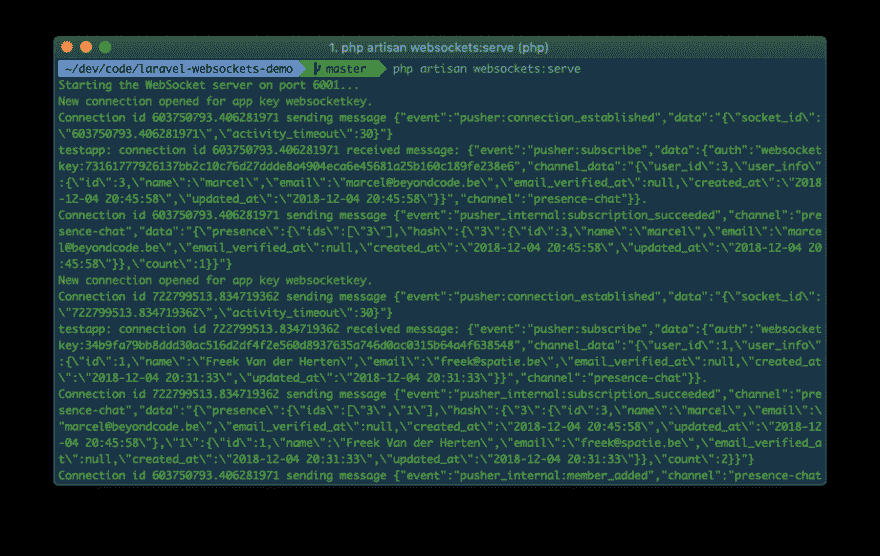 1. php artisan websockets:serve (php)
~/dev/code/laravel-websockets-demo master php artisan websockets:serve
Starting the WebSocket server on port 6001...
New connection opened for app key websocketkey.
Connection id 603750793.406281971 sending message {"event":"pusher:connection_established","data":"{\"socket_id\":
\"603750793.406281971\",\"activity_timeout\":30}"}
testapp: connection id 603750793.406281971 received message: {"event":"pusher:subscribe","data":{"auth":"websocket
key:73161777926137bb2c10c76d27ddde8a4904eca6e45681a25b160c189fe238e6","channel_data":"{\"user_id\":3,\"user_info\"
:{\"id\":3,\"name\":\"marcel\",\"email\":\"marcel@beyondcode.be\",\"email_verified_at\":null,\"created_at\":\"2018
-12-04 20:45:58\",\"updated_at\":\"2018-12-04 20:45:58\"}}","channel":"presence-chat"}}.
Connection id 603750793.406281971 sending message {"event":"pusher_internal:subscription_succeeded","channel":"pre
sence-chat","data":"{\"presence\":{\"ids\":[\"3\"],\"hash\":{\"3\":{\"id\":3,\"name\":\"marcel\",\"email\":\"marce
l@beyondcode.be\",\"email_verified_at\":null,\"created_at\":\"2018-12-04 20:45:58\",\"updated_at\":\"2018-12-04 20
:45:58\"}},\"count\":1}}"}
New connection opened for app key websocketkey.
Connection id 722799513.834719362 sending message {"event":"pusher:connection_established","data":"{\"socket_id\":
\"722799513.834719362\",\"activity_timeout\":30}"}
testapp: connection id 722799513.834719362 received message: {"event":"pusher:subscribe","data":{"auth":"websocket
key:34b9fa79bb8ddd30ac516d2df4f2e560d8937635a746d0ac0315b64a4f638548","channel_data":"{\"user_id\":1,\"user_info\"
:{\"id\":1,\"name\":\"Freek Van der Herten\",\"email\":\"freek@spatie.be\",\"email_verified_at\":null,\"created_at
\":\"2018-12-04 20:31:33\",\"updated_at\":\"2018-12-04 20:31:33\"}}","channel":"presence-chat"}}.
Connection id 722799513.834719362 sending message {"event":"pusher_internal:subscription_succeeded","channel":"pre
sence-chat","data":"{\"presence\":{\"ids\":[\"3\",\"1\"],\"hash\":{\"3\":{\"id\":3,\"name\":\"marcel\",\"email\":\
"marcel@beyondcode.be\",\"email_verified_at\":null,\"created_at\":\"2018-12-04 20:45:58\",\"updated_at\":\"2018-12
-04 20:45:58\"},\"1\":{\"id\":1,\"name\":\"Freek Van der Herten\",\"email\":\"freek@spatie.be\",\"email_verified_a
t\":null,\"created_at\":\"2018-12-04 20:31:33\",\"updated_at\":\"2018-12-04 20:31:33\"}},\"count\":2}}"}
Connection id 603750793.406281971 sending message {"event":"pusher_internal:member_added","channel":"presence-chat